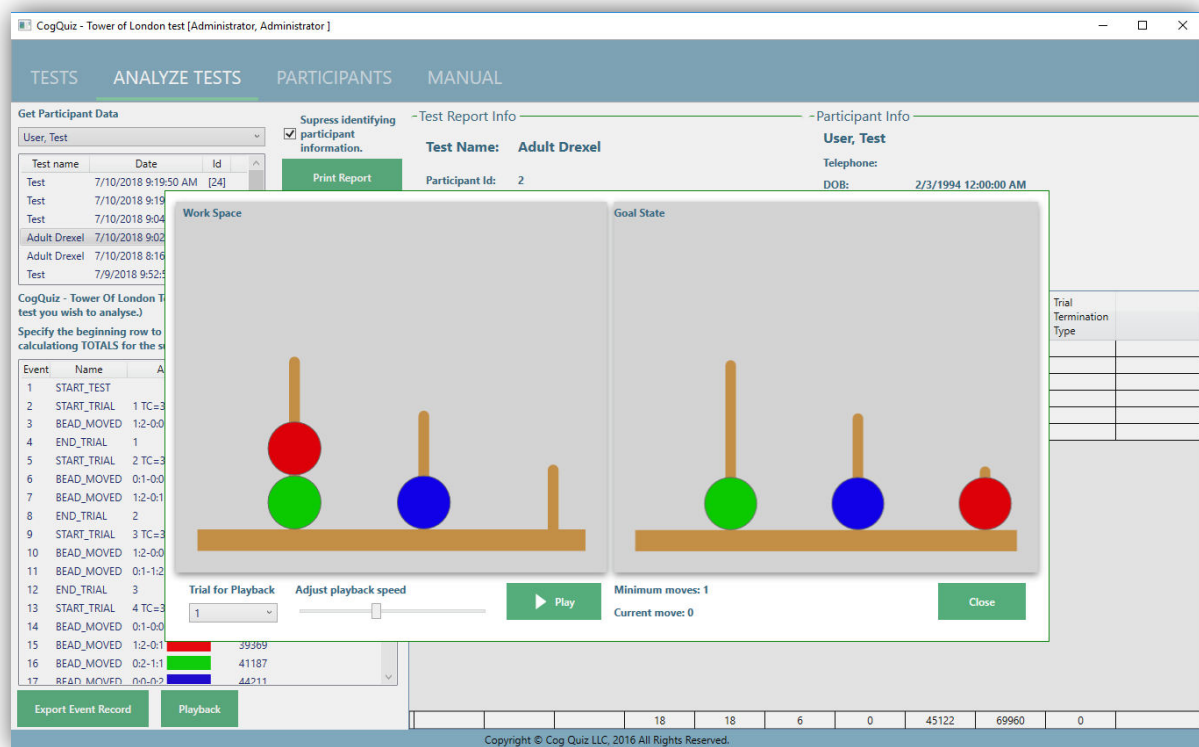 CogQuiz - Tower of London test [Administrator, Administrator ]
TESTS ANALYZE TESTS PARTICIPANTS MANUAL
Get Participant Data
User, Test
Supress identifying
participant
information.
Print Report
Test name Date Id
Test 7/10/2018 9:19:50 AM [24]
Test 7/10/2018 9:19
Test 7/10/2018 9:04
Adult Drexel 7/10/2018 9:02
Adult Drexel 7/10/2018 8:16
Test 7/9/2018 9:52:5
Test Report Info
Test Name: Adult Drexel
Participant Id: 2
Participant Info
User, Test
Telephone:
DOB: 2/3/1994 12:00:00 AM
CogQuiz - Tower Of London T
test you wish to analyse.)
Specify the beginning row to
calculationg TOTALS for the s
Event Name A
1 START_TEST
2 START_TRIAL 1 TC=3
3 BEAD_MOVED 1:2-0:0
4 END_TRIAL 1
5 START_TRIAL 2 TC=3
6 BEAD_MOVED 0:1-0:0
7 BEAD_MOVED 1:2-0:1
8 END_TRIAL 2
9 START_TRIAL 3 TC=3
10 BEAD_MOVED 1:2-0:0
11 BEAD_MOVED 0:1-1:2
12 END_TRIAL 3
13 START_TRIAL 4 TC=3
14 BEAD_MOVED 0:1-0:0
15 BEAD_MOVED 1:2-0:1 39369
16 BEAD_MOVED 0:2-1:1 41187
17 BEAD_MOVED 0:0-0:2 44211
Export Event Record
Playback
Work Space
Goal State
Trial for Playback
1
Adjust playback speed
Play
Minimum moves: 1
Current move: 0
Close
Trial
Termination
Type
18 18 6 0 45122 69960 0
Copyright © Cog Quiz LLC, 2016 All Rights Reserved.